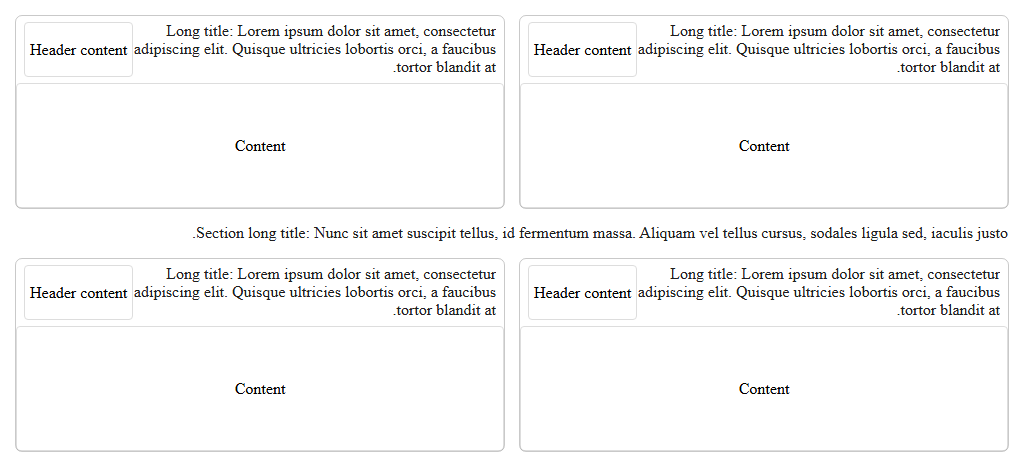 Header content
Long title: Lorem ipsum dolor sit amet, consectetur
adipiscing elit. Quisque ultricies lobortis orci, a faucibus
.tortor blandit at
Content
Header content
Long title: Lorem ipsum dolor sit amet, consectetur
adipiscing elit. Quisque ultricies lobortis orci, a faucibus
.tortor blandit at
Content
.Section long title: Nunc sit amet suscipit tellus, id fermentum massa. Aliquam vel tellus cursus, sodales ligula sed, iaculis justo
Header content
Long title: Lorem ipsum dolor sit amet, consectetur
adipiscing elit. Quisque ultricies lobortis orci, a faucibus
.tortor blandit at
Content
Header content
Long title: Lorem ipsum dolor sit amet, consectetur
adipiscing elit. Quisque ultricies lobortis orci, a faucibus
.tortor blandit at
Content